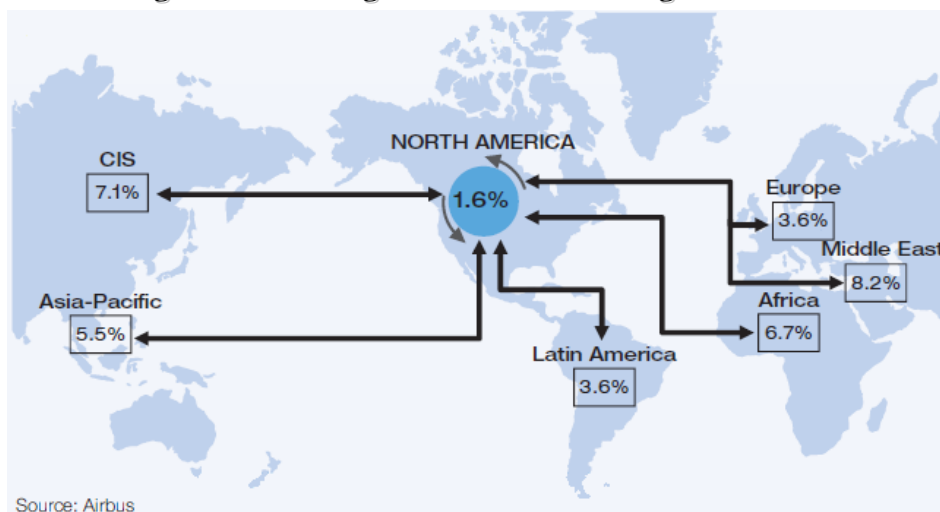 NORTH AMERICA
1.6%
CIS
7.1%
Asia-Pacific
5.5%
Latin America
3.6%
Europe
3.6%
Middle East
8.2%
Africa
6.7%
Source: Airbus